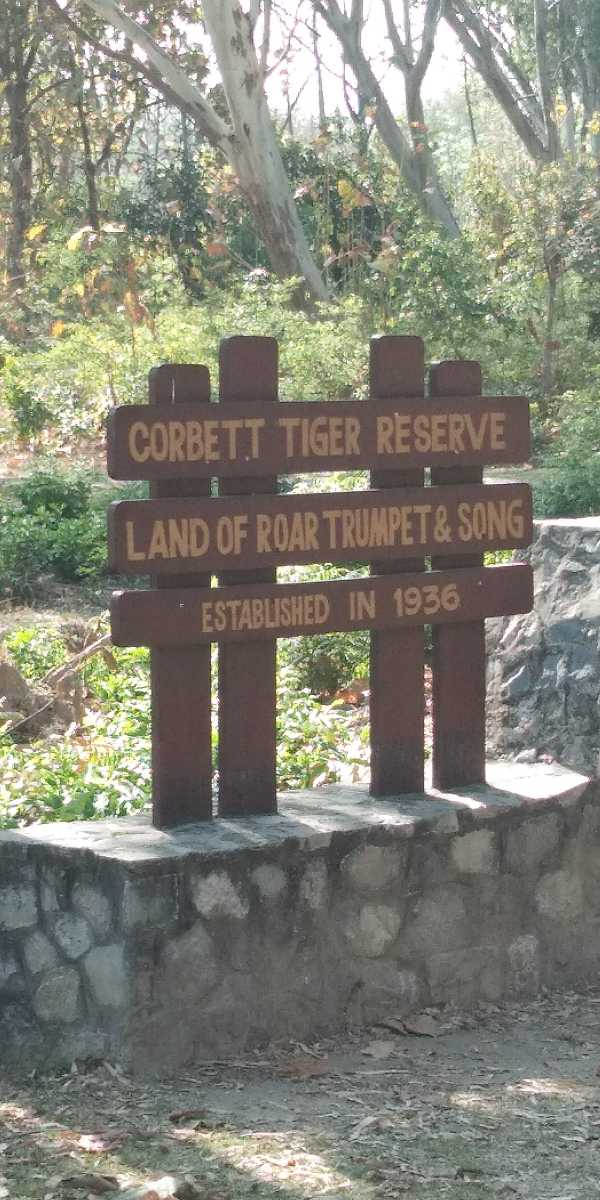 CORBETT TIGER RESERVE
LAND OF ROAR TRUMPET & SONG
ESTABLISHED IN 1936